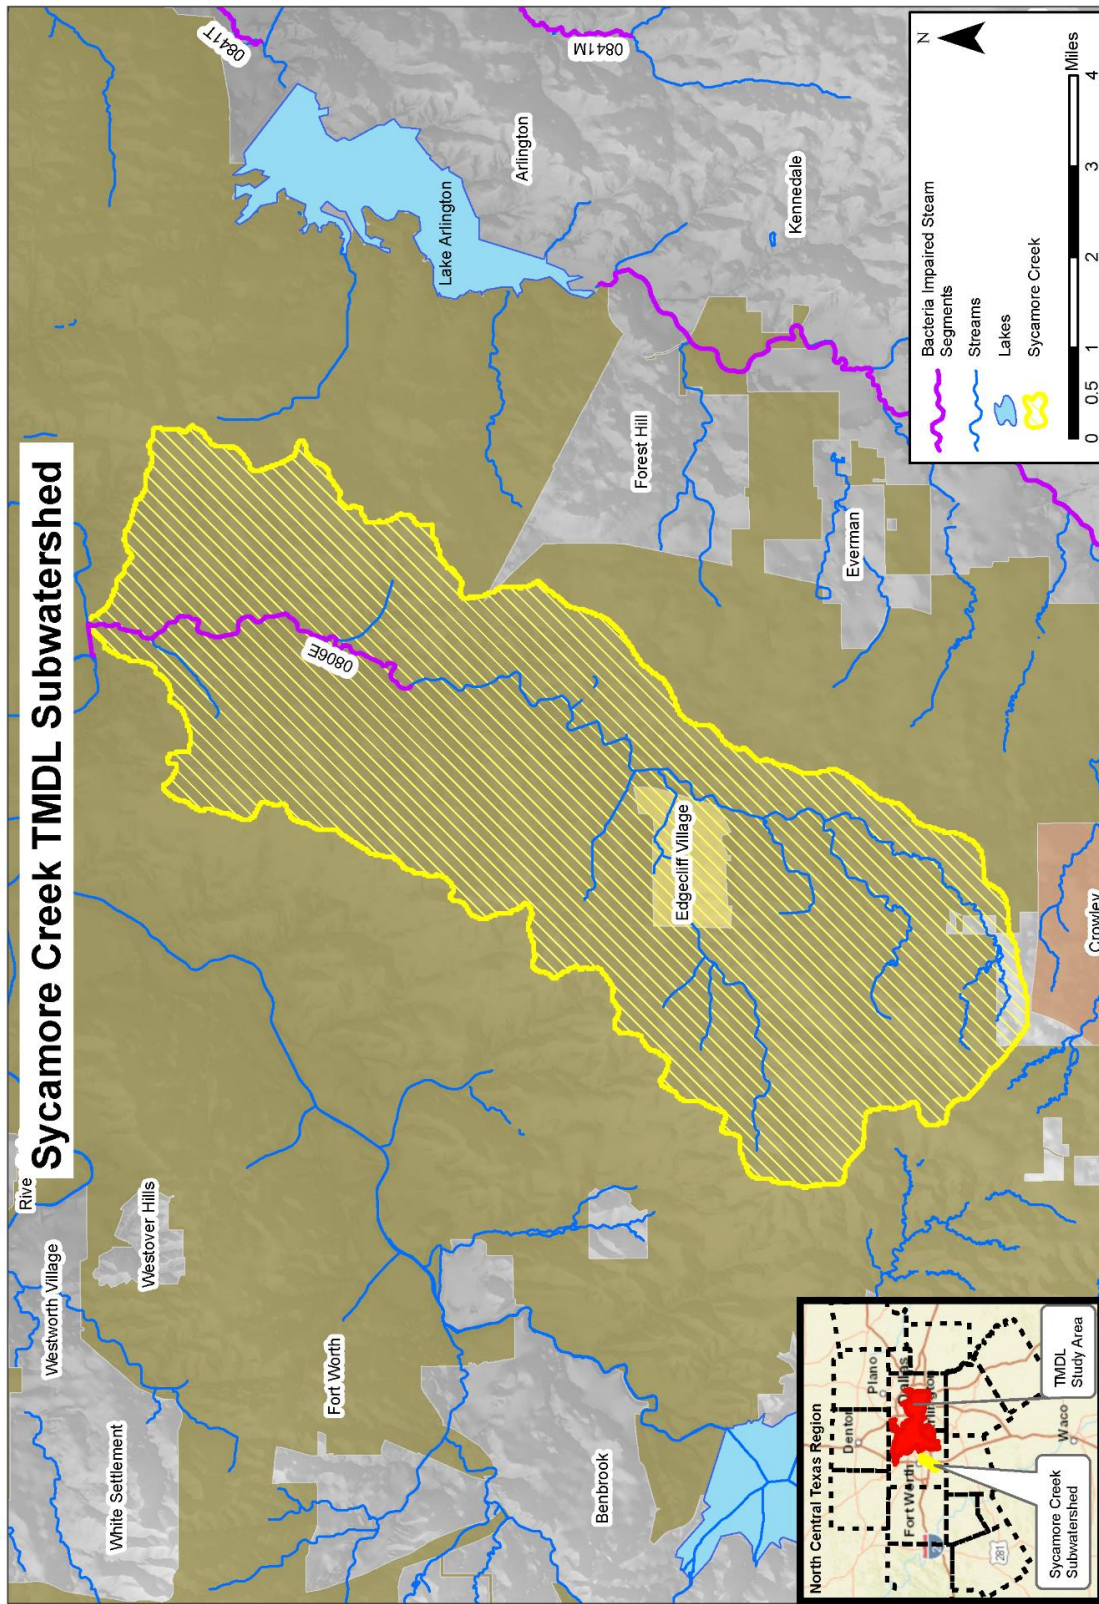 Sycamore Creek TMDL Subwatershed
Rive
Westworth Village
Westover Hills
White Settlement
Fort Worth
Benbrook
0806E
Edgecliff Village
Crowley
Everman
Forest Hill
Lake Arlington
Arlington
Kennedale
0841T
0841M
N
Bacteria Impaired Steam
Segments
Streams
Lakes
Sycamore Creek
Miles
0 0.5 1 2 3 4
North Central Texas Region
Denton
Plano
Fort Worth
Dallas
rlington
281
Waco
Sycamore Creek
Subwatershed
TMDL
Study Area